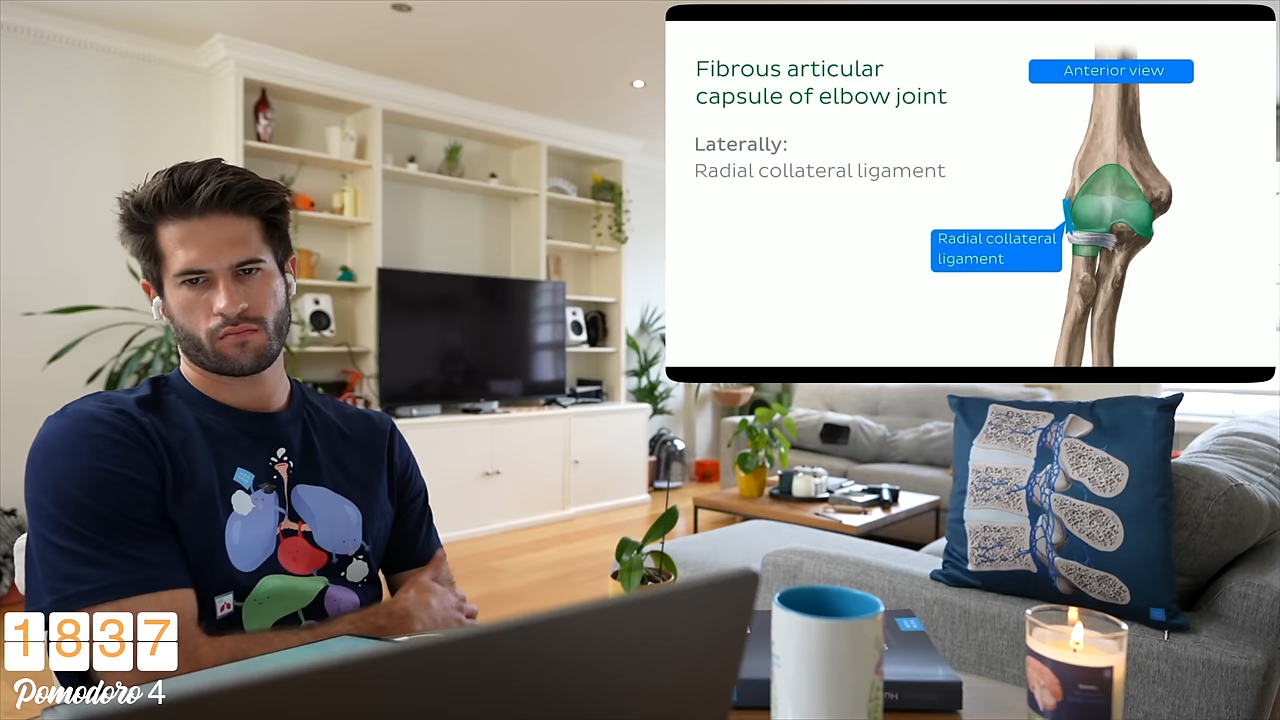 Fibrous articular
capsule of elbow joint
Laterally:
Radial collateral ligament
Anterior view
Radial collateral
ligament
1837
Pomodoro 4